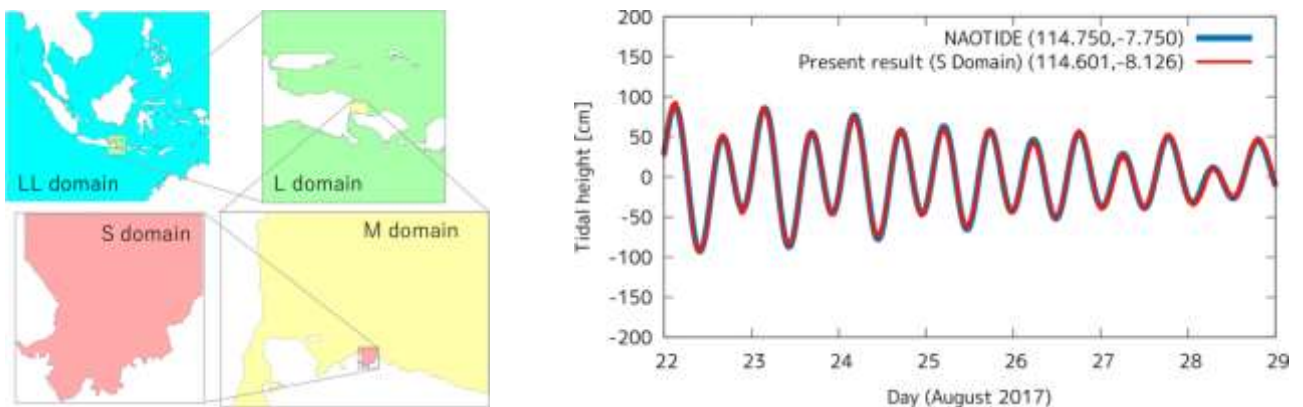 LL domain
L domain
S domain
M domain
200
150
100
50
0
-50
-100
-150
-200
Tidal height [cm]
NAOTIDE (114.750,-7.750)
Present result (S Domain) (114.601,-8.126)
22 23 24 25 26 27 28 29
Day (August 2017)